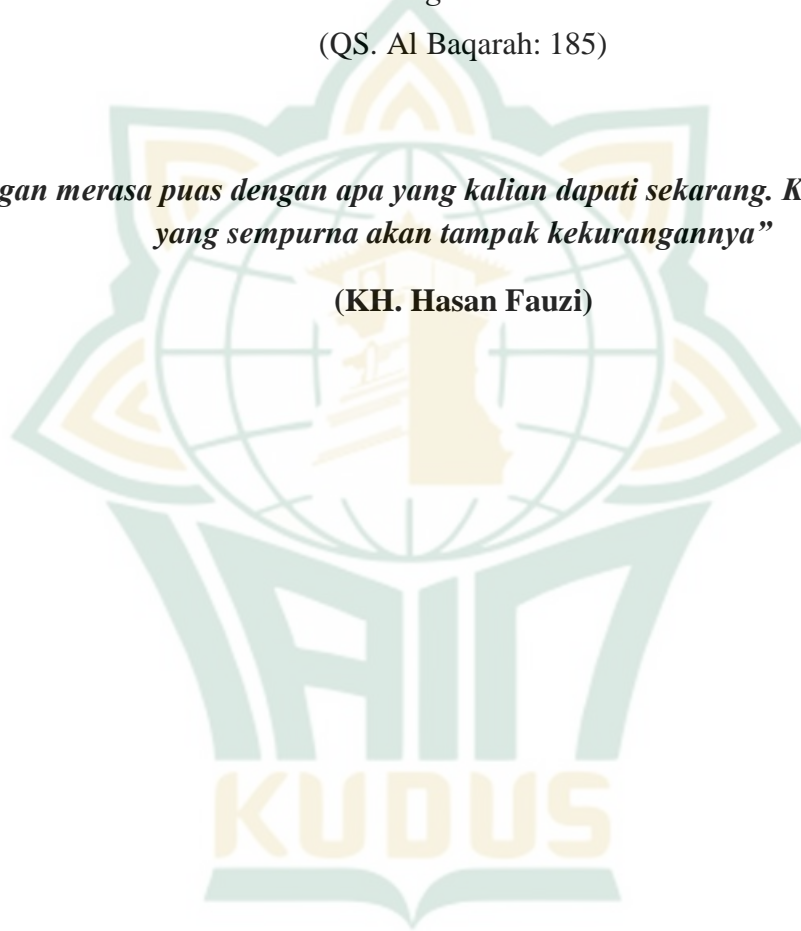 (QS. Al Baqarah: 185)
gan merasa puas dengan apa yang kalian dapati sekarang. K
yang sempurna akan tampak kekurangannya”
(KH. Hasan Fauzi)
IAIN
KUDUS